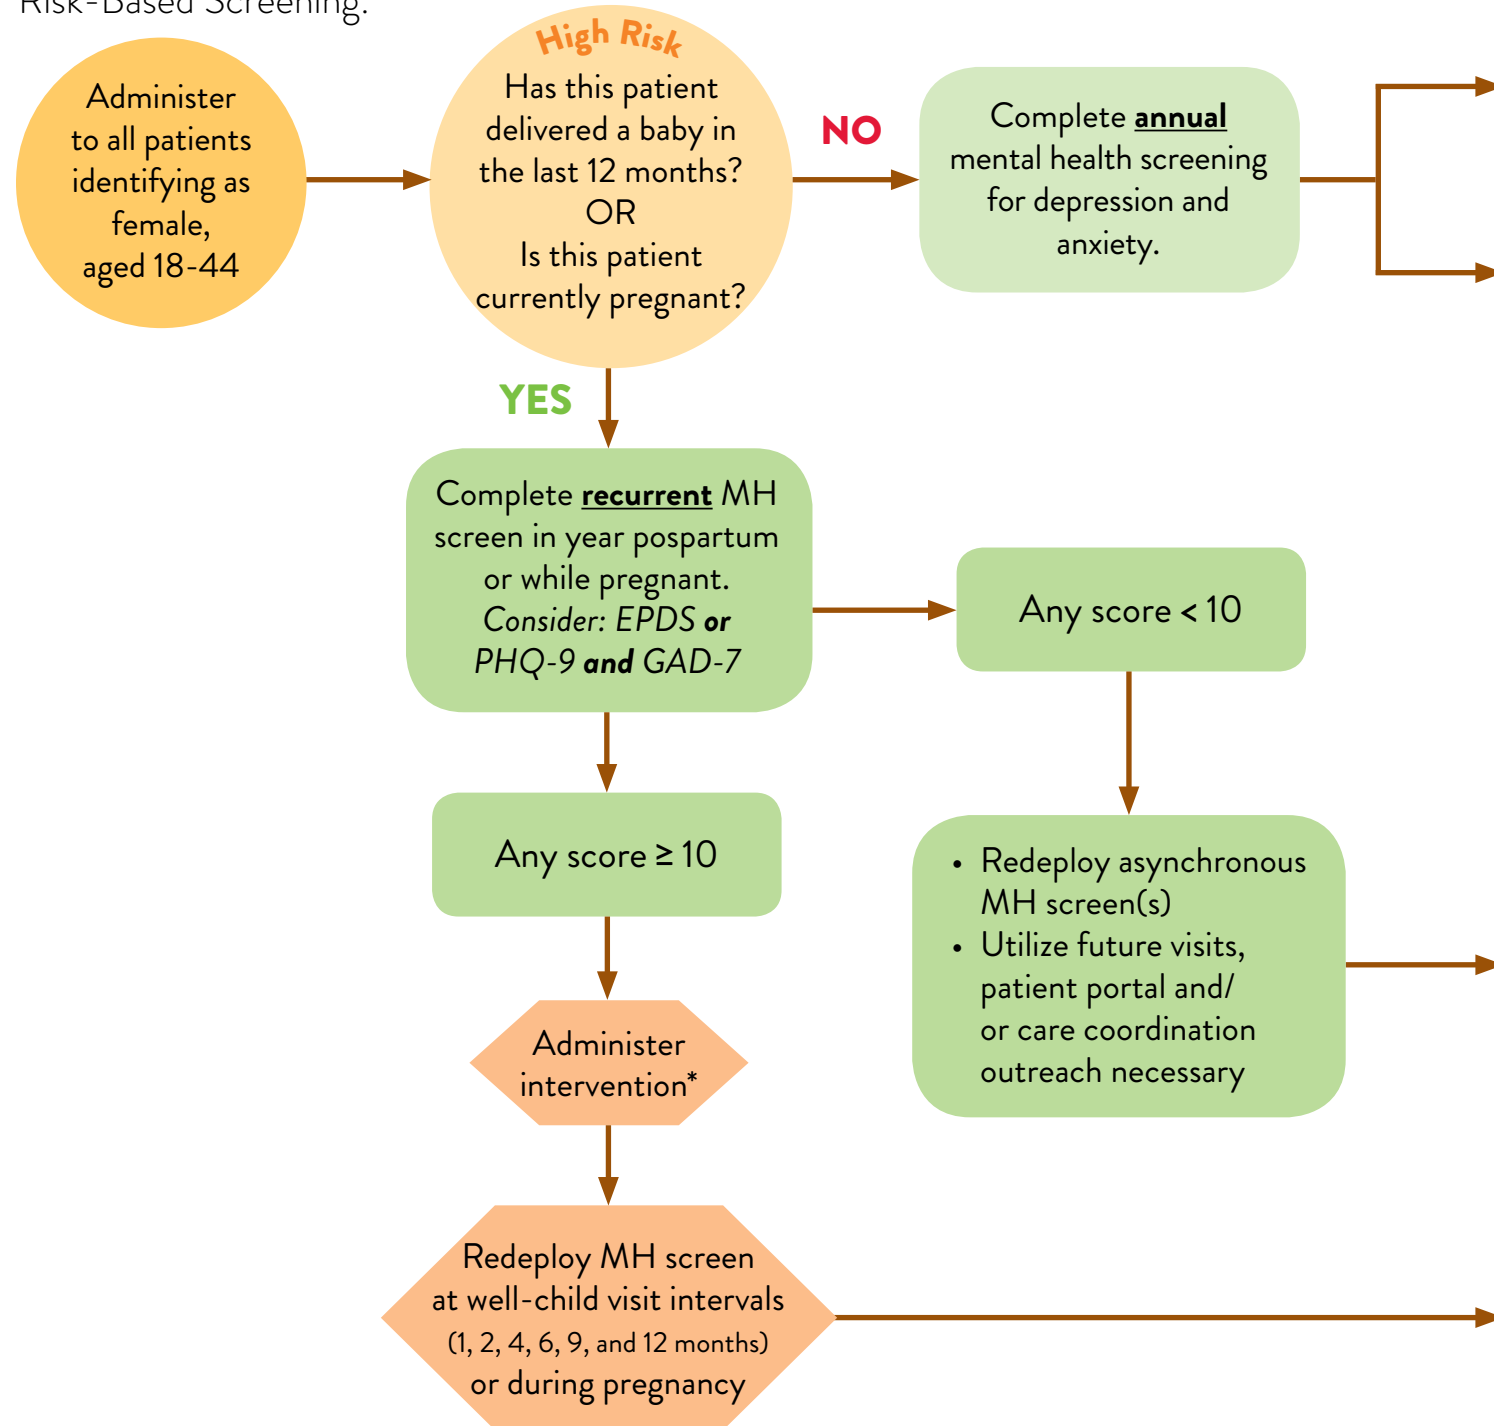 Risk-Based Screening:
Administer
to all patients
identifying as
female,
aged 18-44
High Risk
Has this patient
delivered a baby in
the last 12 months?
OR
Is this patient
currently pregnant?
NO
Complete annual
mental health screening
for depression and
anxiety.
YES
Complete recurrent MH
screen in year pospartum
or while pregnant.
Consider: EPDS or
PHQ-9 and GAD-7
Any score < 10
Any score ≥ 10
• Redeploy asynchronous
MH screen(s)
• Utilize future visits,
patient portal and/
or care coordination
outreach necessary
Administer
intervention*
Redeploy MH screen
at well-child visit intervals
(1, 2, 4, 6, 9, and 12 months)
or during pregnancy